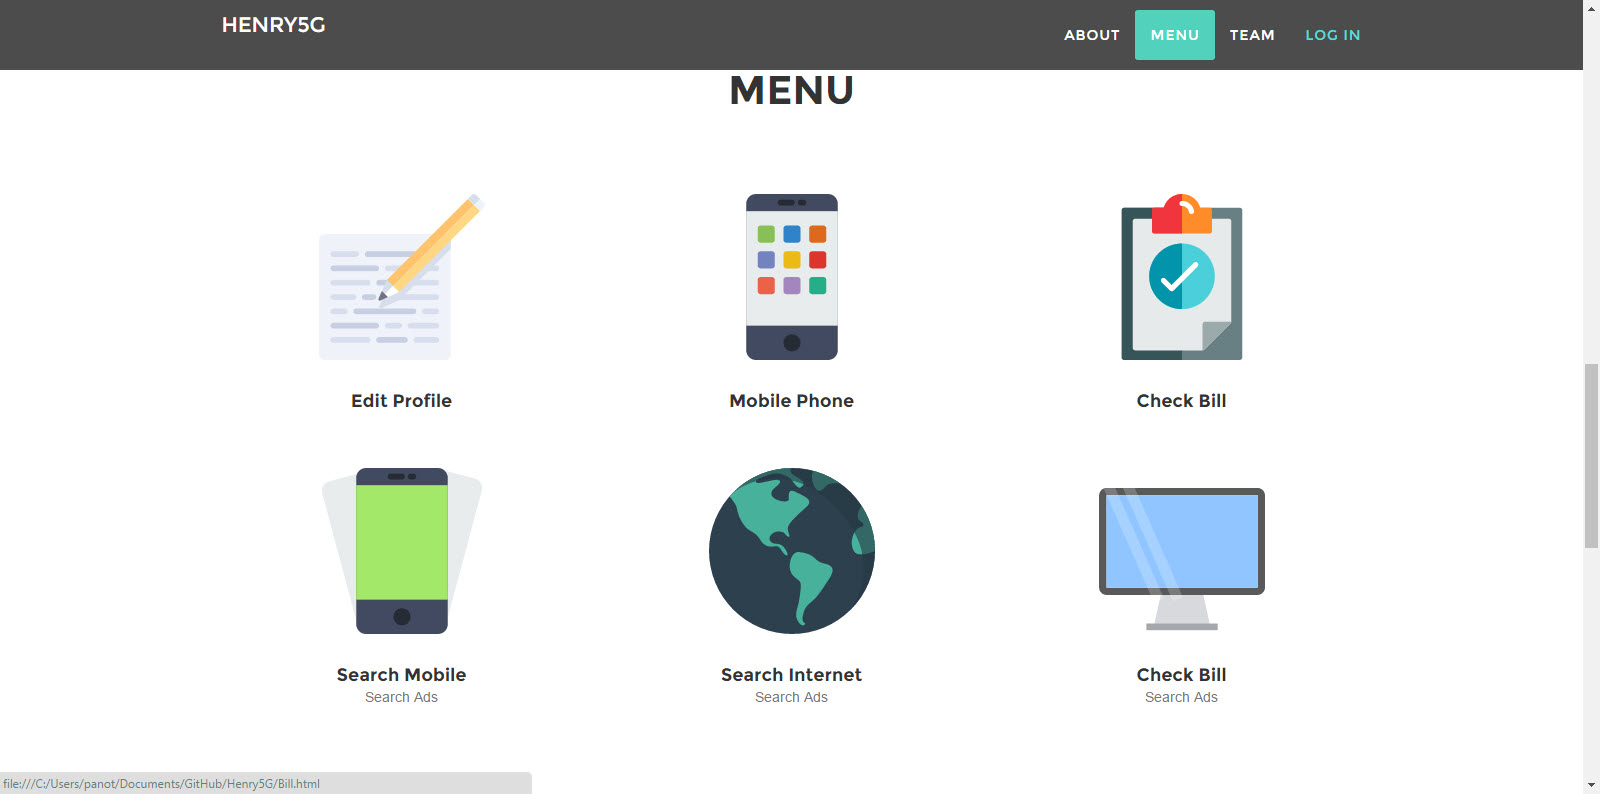 HENRY5G
ABOUT
MENU
TEAM
LOG IN
MENU
Edit Profile
Mobile Phone
Check Bill
Search Mobile
Search Ads
Search Internet
Search Ads
Check Bill
Search Ads
file:///C:/Users/panot/Documents/GitHub/Henry5G/Bill.html